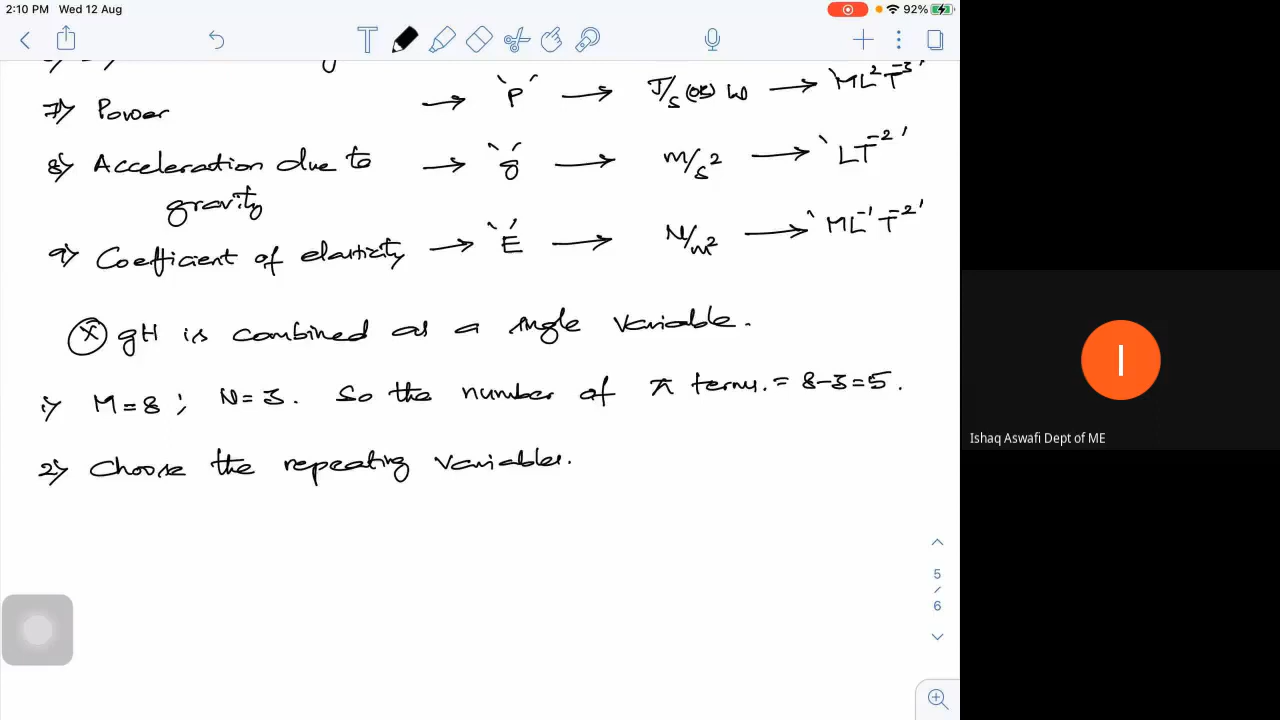 2:10 PM Wed 12 Aug 92%
7) Power → 'P' → J/s (or) W → 'ML²T⁻³'
8) Acceleration due to → 'g' → m/s² → 'LT⁻²'
gravity
9) Coefficient of elasticity → 'E' → N/m² → 'ML⁻¹T⁻²'
* gH is combined as a single variable.
1) M=8; N=3. So the number of π terms. = 8-3=5.
2) Choose the repeating variables.
5
/
6
I
Ishaq Aswafi Dept of ME